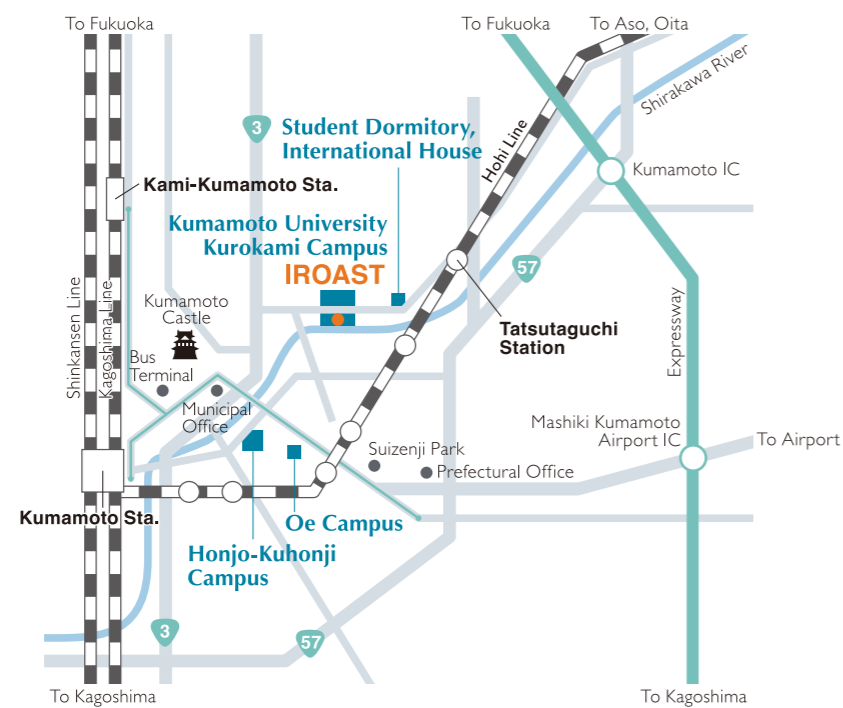 To Fukuoka
To Fukuoka
To Aso, Oita
Shirakawa River
3
Student Dormitory,
International House
Hohi Line
Kumamoto IC
Kami-Kumamoto Sta.
Kumamoto University
Kurokami Campus
IROAST
57
Shinkansen Line
Kagoshima Line
Kumamoto
Castle
Tatsutaguchi
Station
Expressway
Bus
Terminal
Municipal
Office
Mashiki Kumamoto
Airport IC
To Airport
Suizenji Park
Prefectural Office
Kumamoto Sta.
Oe Campus
Honjo-Kuhonji
Campus
3
57
To Kagoshima
To Kagoshima